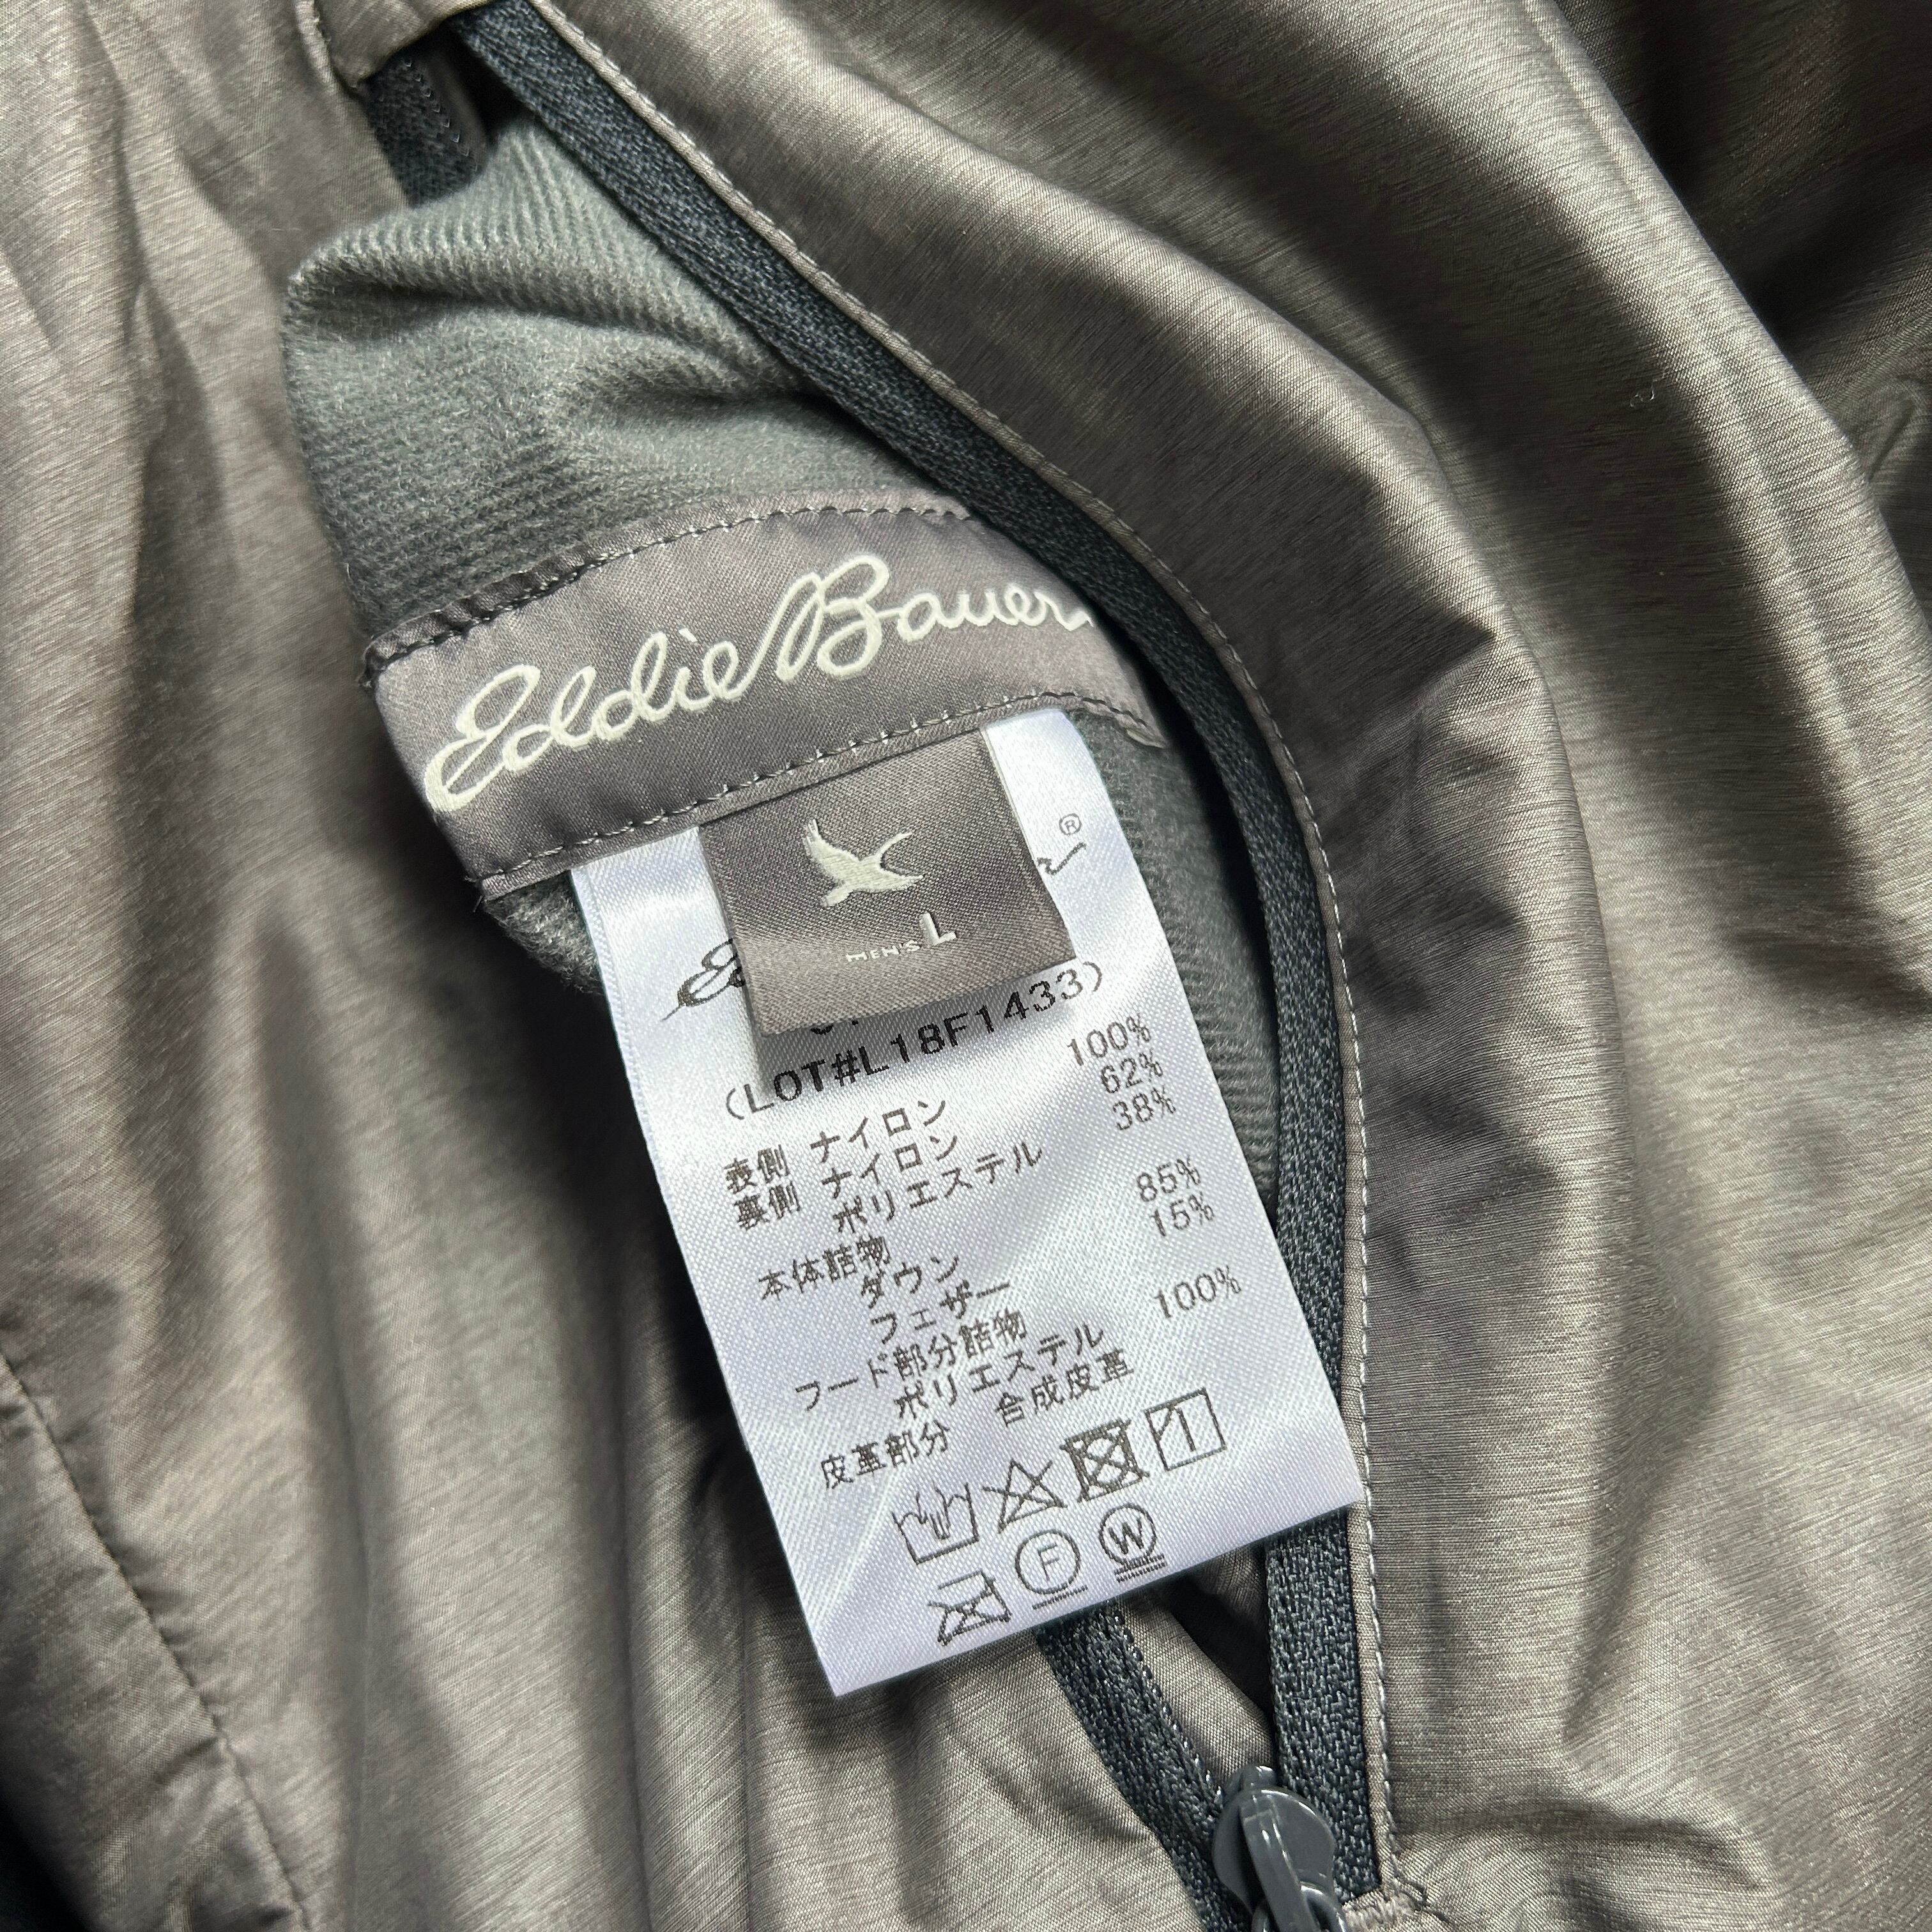 Eddie Bauer
MEN'S L
®
(LOT#L18F1433)
表側 ナイロン 100%
裏側 ナイロン 62%
ポリエステル 38%
本体詰物
ダウン 85%
フェザー 15%
フード部分詰物
ポリエステル 100%
皮革部分 合成皮革
F W